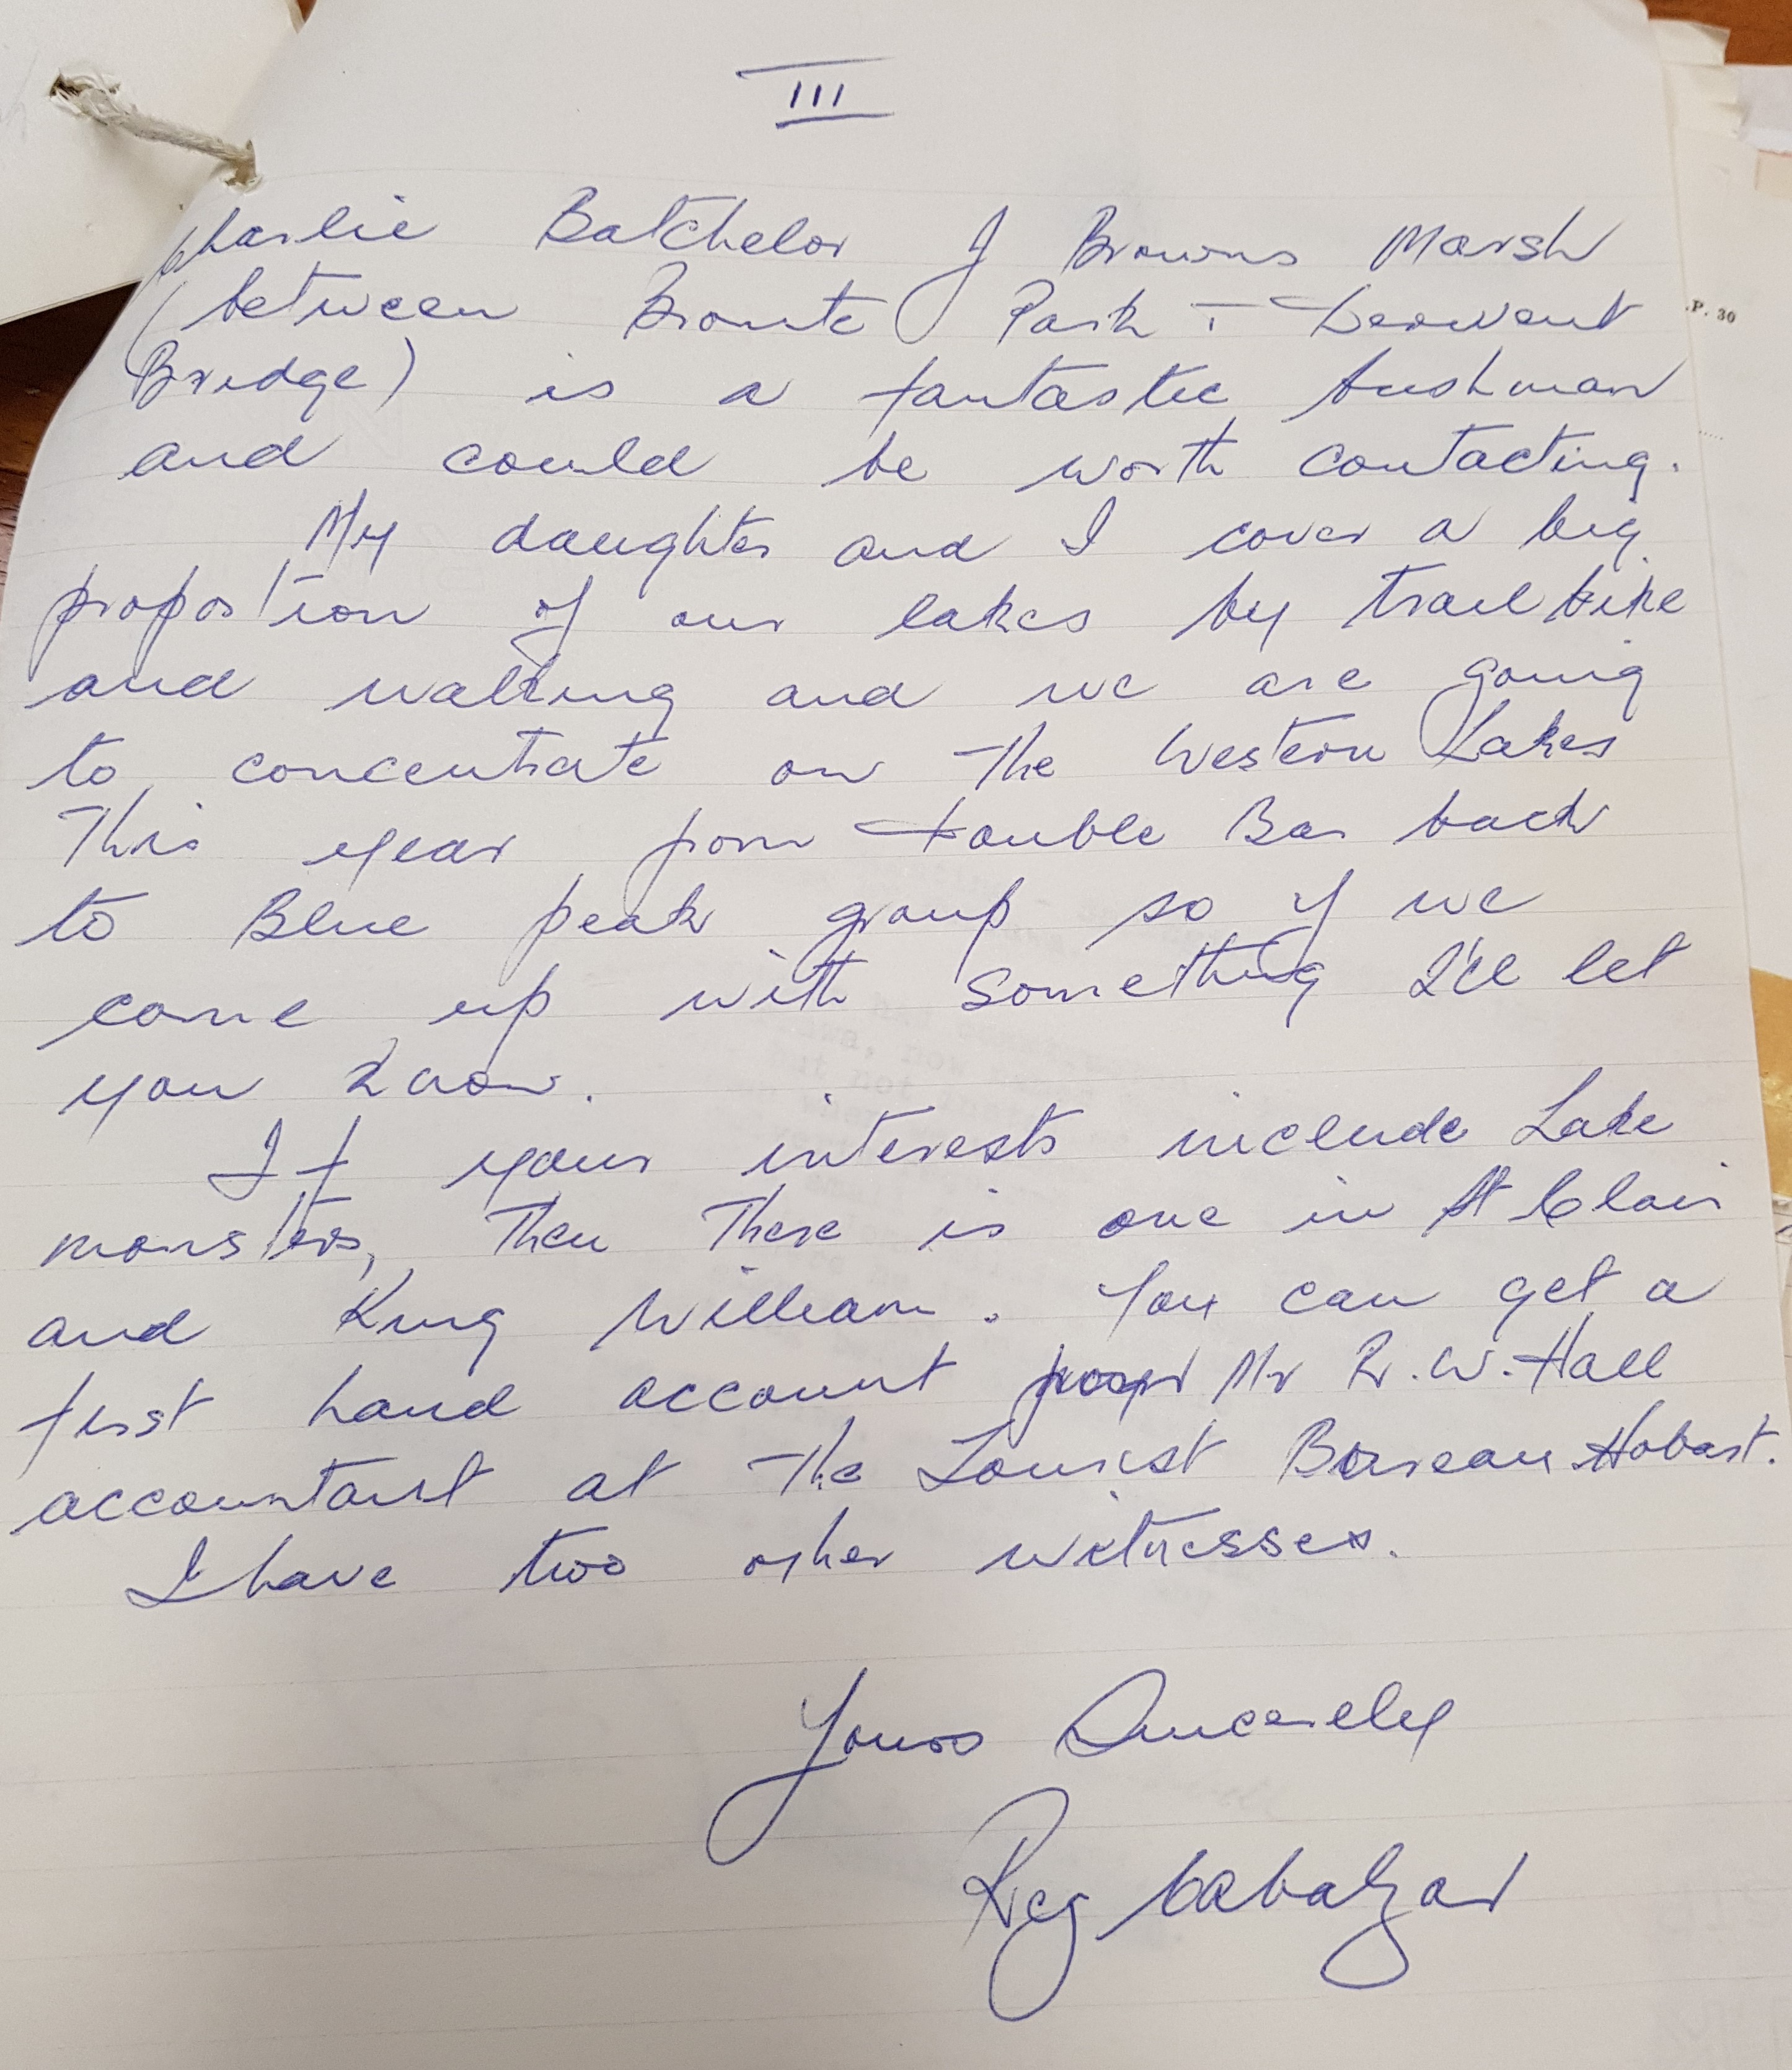 III
Charlie Batchelor of Browns Marsh
(between Bronte Park + Derwent
Bridge) is a fantastic bushman
and could be worth contacting.
My daughter and I cover a big
proportion of our lakes by trail bike
and walking and we are going
to concentrate on the Western Lakes
This year from Double Bar back
to Blue peak group so if we
come up with something I'll let
you know.
If your interests include Lake
monsters, then there is one in St Clair
and King William. You can get a
first hand account from Mr R.W. Hall
accountant at the Tourist Bureau Hobart.
I have two other witnesses.
Yours Sincerely
Reg
.P. 30